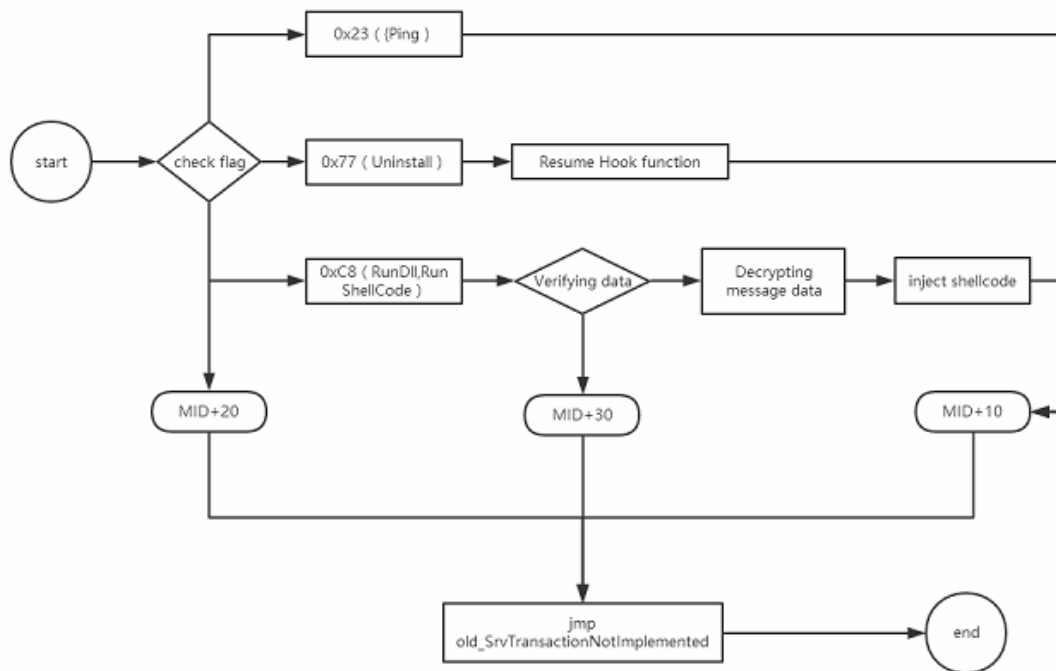 0x23 ( {Ping )
start
check flag
0x77 ( Uninstall )
Resume Hook function
0xC8 ( RunDll,Run
ShellCode )
Verifying data
Decrypting
message data
inject shellcode
MID+20
MID+30
MID+10
jmp
old_SrvTransactionNotImplemented
end